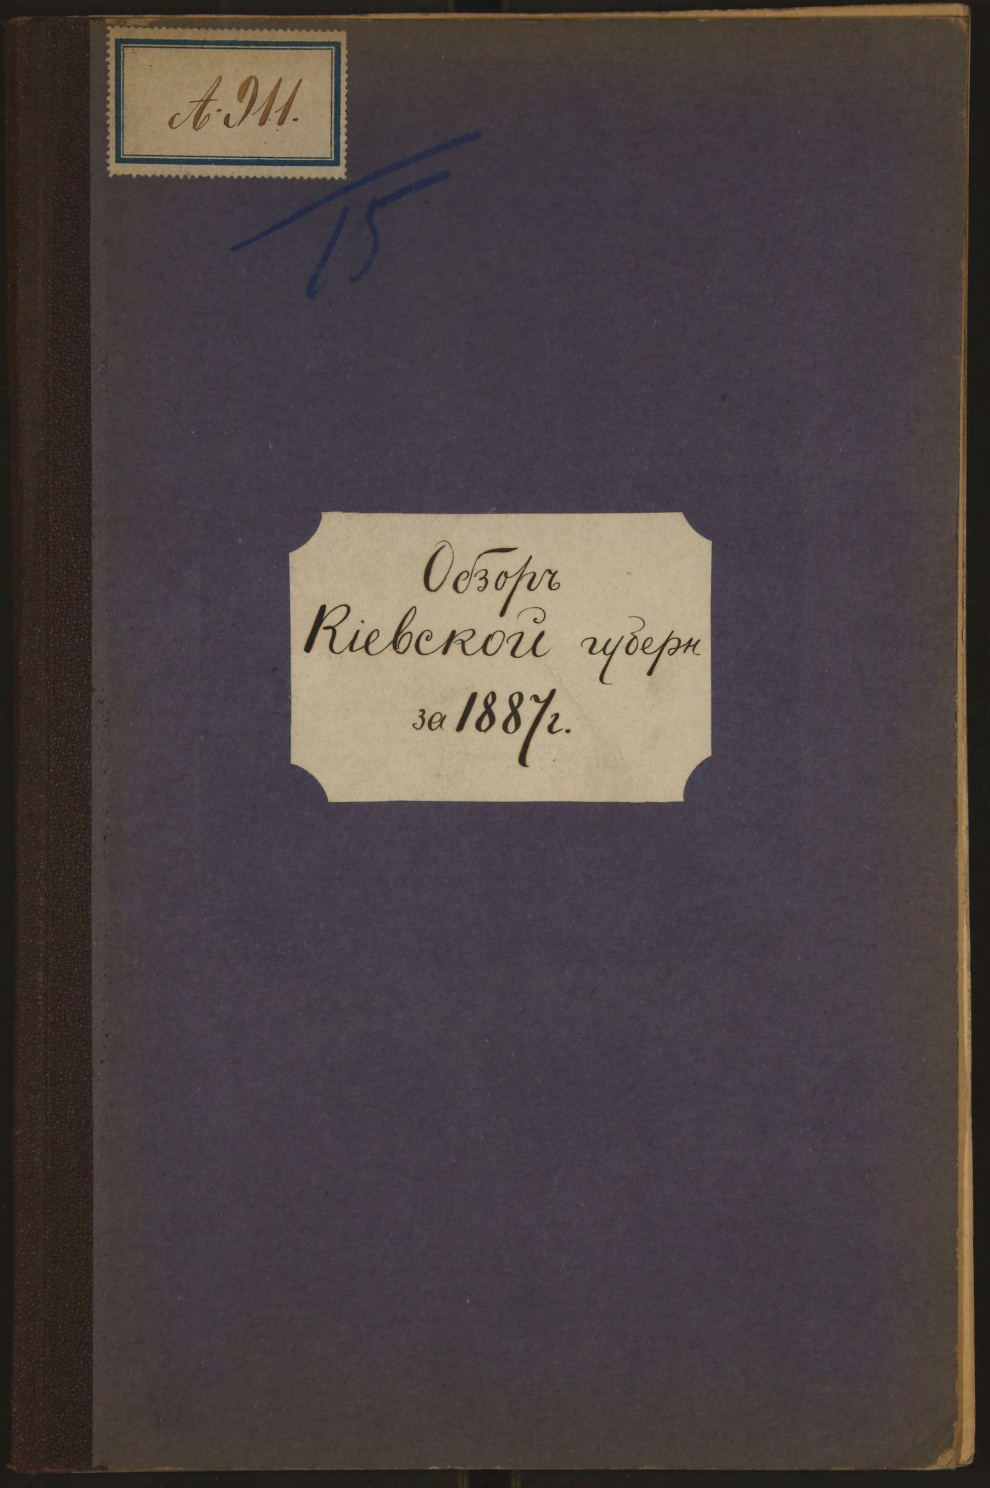 А. 911.
15
Обзоръ
Кіевской губерн
за 1887 г.